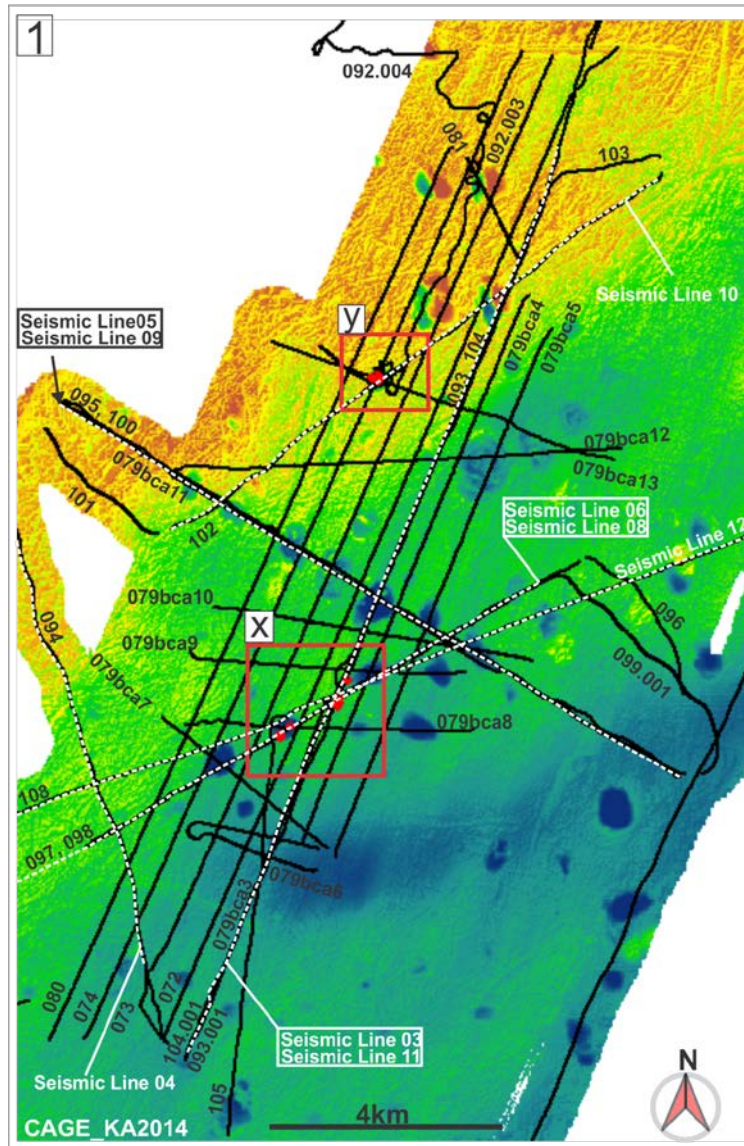 1
092.004
081
092.003
103
Seismic Line 10
y
Seismic Line05
Seismic Line 09
093, 104
079bca4
079bca5
095, 100
079bca11
079bca12
079bca13
101
102
Seismic Line 06
Seismic Line 08
Seismic Line 12
094
079bca10
x
079bca9
096
099.001
079bca7
079bca8
108
097, 098
079bca6
079bca3
080
074
073
072
104.001
093.001
105
Seismic Line 03
Seismic Line 11
Seismic Line 04
N
CAGE_KA2014
4km